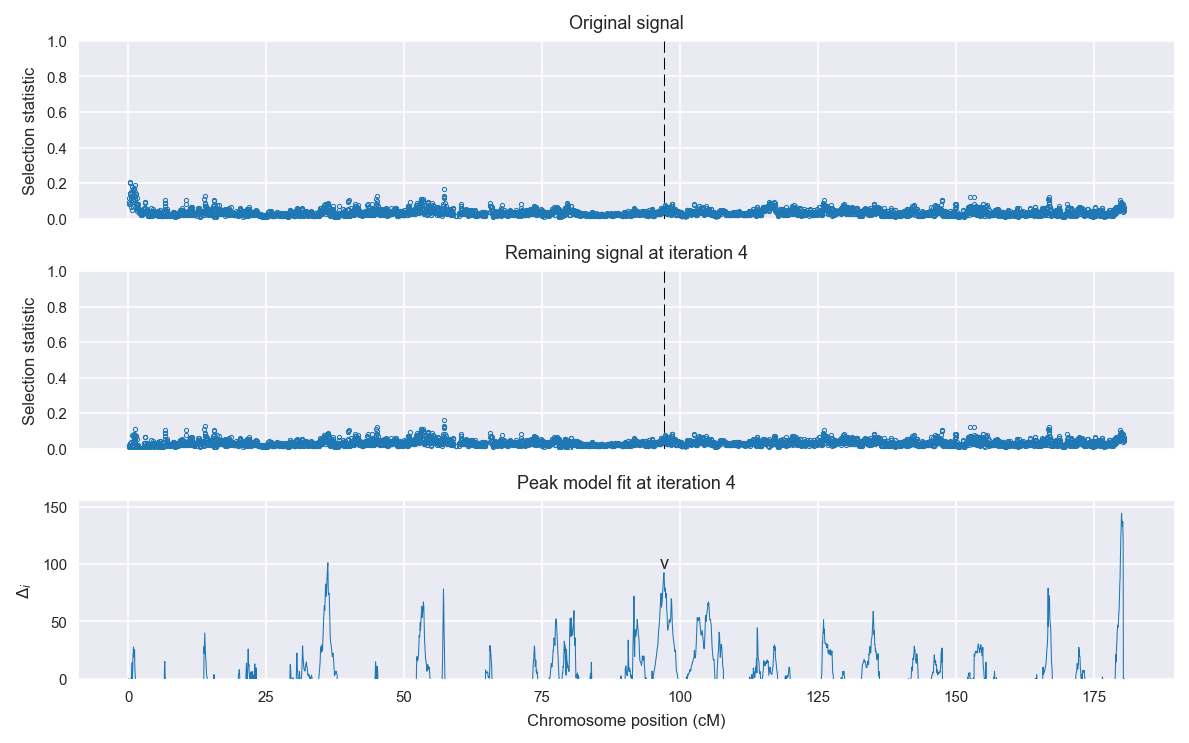 Original signal
1.0
0.8
0.6
0.4
0.2
0.0
Selection statistic
Remaining signal at iteration 4
1.0
0.8
0.6
0.4
0.2
0.0
Selection statistic
Peak model fit at iteration 4
150
100
50
0
Δi
v
0 25 50 75 100 125 150 175
Chromosome position (cM)